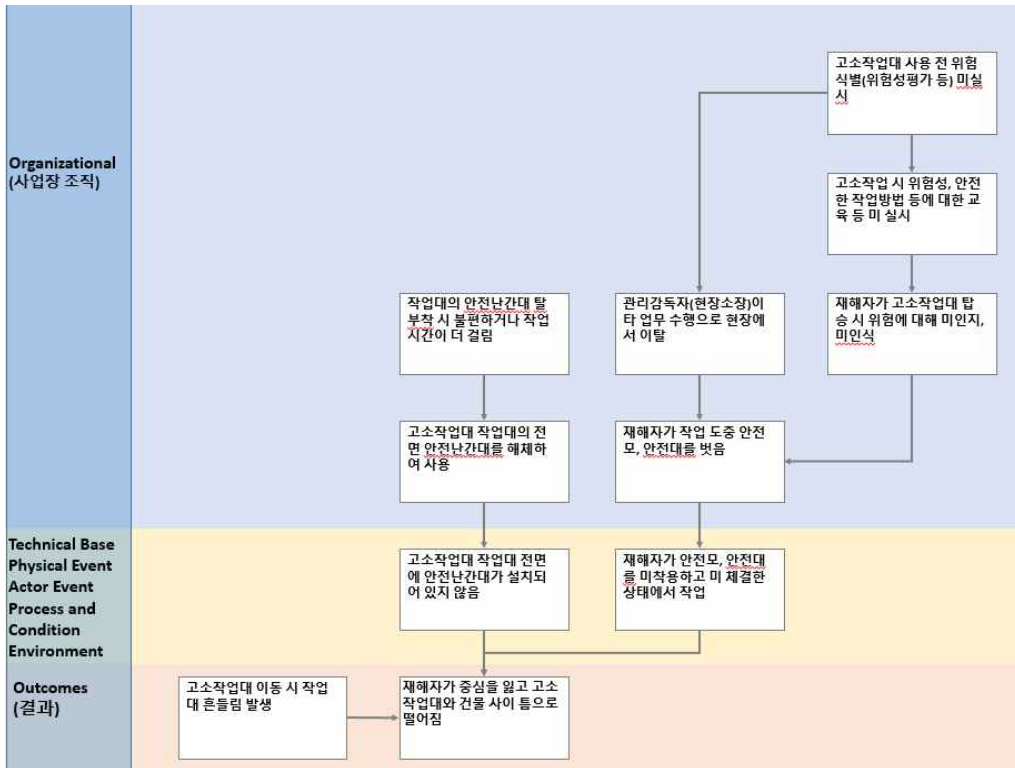 고소작업대 사용 전 위험
식별(위험성평가 등) 미실
시
Organizational
(사업장 조직)
고소작업 시 위험성, 안전
한 작업방법 등에 대한 교
육 등 미 실시
작업대의 안전난간대 탈
부착 시 불편하거나 작업
시간이 더 걸림
관리감독자(현장소장)이
타 업무 수행으로 현장에
서 이탈
재해자가 고소작업대 탑
승 시 위험에 대해 미인지,
미인식
고소작업대 작업대의 전
면 안전난간대를 해체하
여 사용
재해자가 작업 도중 안전
모, 안전대를 벗음
Technical Base
Physical Event
Actor Event
Process and
Condition
Environment
고소작업대 작업대 전면
에 안전난간대가 설치되
어 있지 않음
재해자가 안전모, 안전대
를 미착용하고 미 체결한
상태에서 작업
Outcomes
(결과)
고소작업대 이동 시 작업
대 흔들림 발생
재해자가 중심을 잃고 고소
작업대와 건물 사이 틈으로
떨어짐